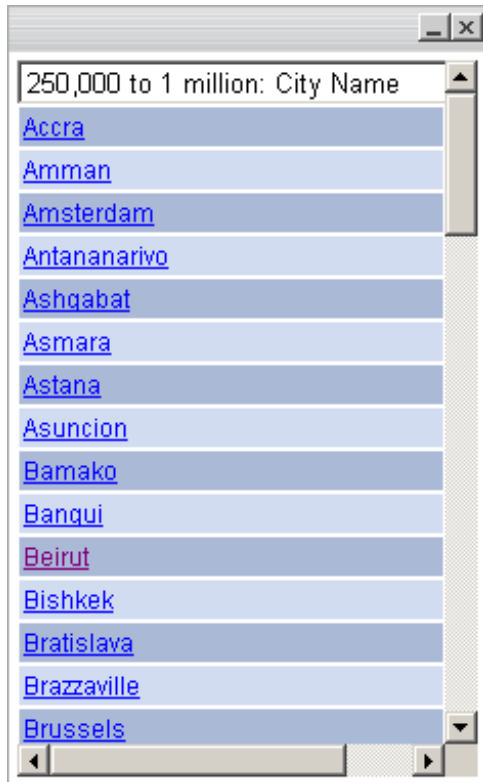 250,000 to 1 million: City Name
Accra
Amman
Amsterdam
Antananarivo
Ashgabat
Asmara
Astana
Asuncion
Bamako
Bangui
Beirut
Bishkek
Bratislava
Brazzaville
Brussels